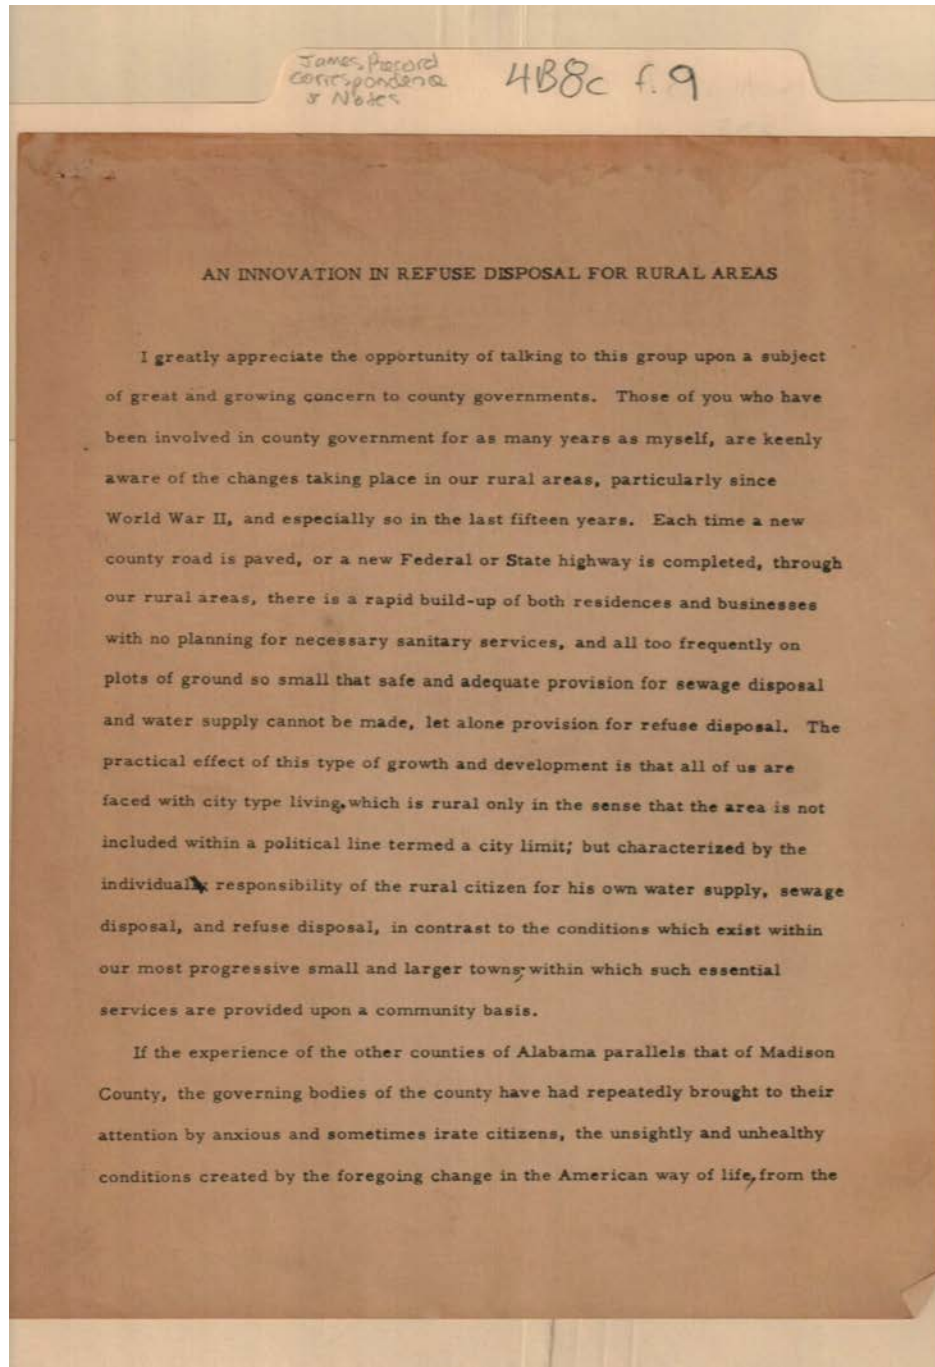 James Record
Correspondence
& Notes
4B8c f.9
AN INNOVATION IN REFUSE DISPOSAL FOR RURAL AREAS
I greatly appreciate the opportunity of talking to this group upon a subject
of great and growing concern to county governments. Those of you who have
been involved in county government for as many years as myself, are keenly
aware of the changes taking place in our rural areas, particularly since
World War II, and especially so in the last fifteen years. Each time a new
county road is paved, or a new Federal or State highway is completed, through
our rural areas, there is a rapid build-up of both residences and businesses
with no planning for necessary sanitary services, and all too frequently on
plots of ground so small that safe and adequate provision for sewage disposal
and water supply cannot be made, let alone provision for refuse disposal. The
practical effect of this type of growth and development is that all of us are
faced with city type living, which is rural only in the sense that the area is not
included within a political line termed a city limit; but characterized by the
individual responsibility of the rural citizen for his own water supply, sewage
disposal, and refuse disposal, in contrast to the conditions which exist within
our most progressive small and larger towns, within which such essential
services are provided upon a community basis.
If the experience of the other counties of Alabama parallels that of Madison
County, the governing bodies of the county have had repeatedly brought to their
attention by anxious and sometimes irate citizens, the unsightly and unhealthy
conditions created by the foregoing change in the American way of life, from the